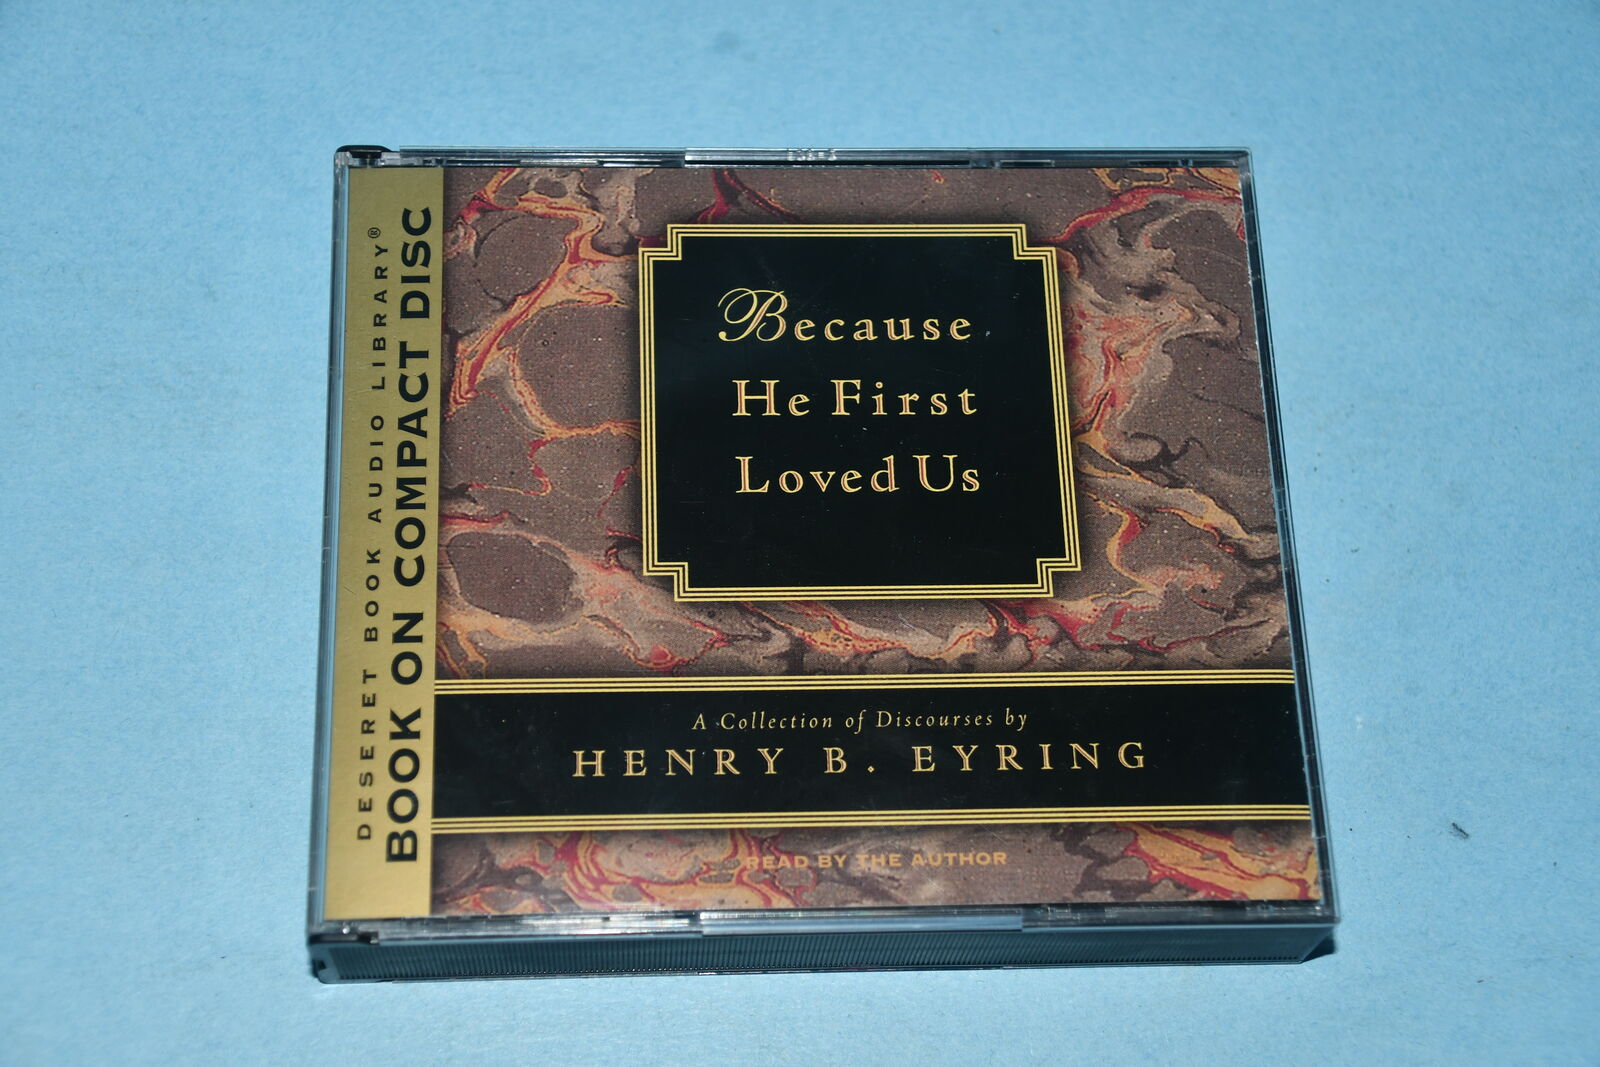 DESERET BOOK AUDIO LIBRARY®
BOOK ON COMPACT DISC
Because
He First
Loved Us
A Collection of Discourses by
HENRY B. EYRING
READ BY THE AUTHOR